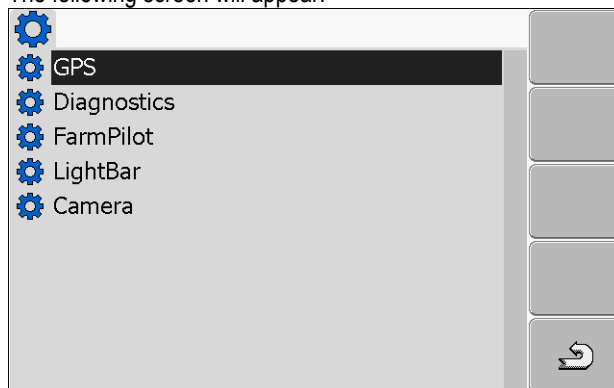 The following screen will appear:
GPS
Diagnostics
FarmPilot
LightBar
Camera